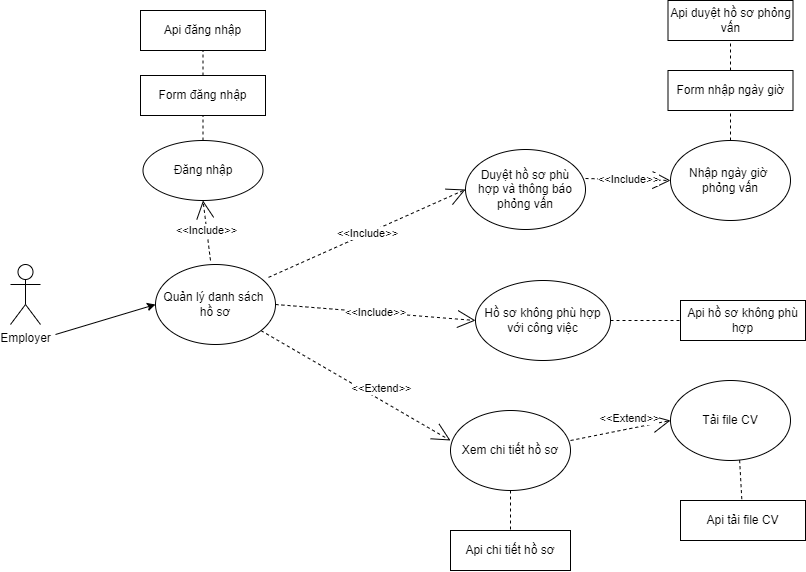 Api đăng nhập
Form đăng nhập
Đăng nhập
<<Include>>
Quản lý danh sách
hồ sơ
Employer
<<Include>>
Duyệt hồ sơ phù
hợp và thông báo
phỏng vấn
<<Include>>
Api duyệt hồ sơ phỏng
vấn
Form nhập ngày giờ
Nhập ngày giờ
phỏng vấn
<<Include>>
Hồ sơ không phù hợp
với công việc
Api hồ sơ không phù
hợp
<<Extend>>
Xem chi tiết hồ sơ
Api chi tiết hồ sơ
<<Extend>>
Tải file CV
Api tải file CV